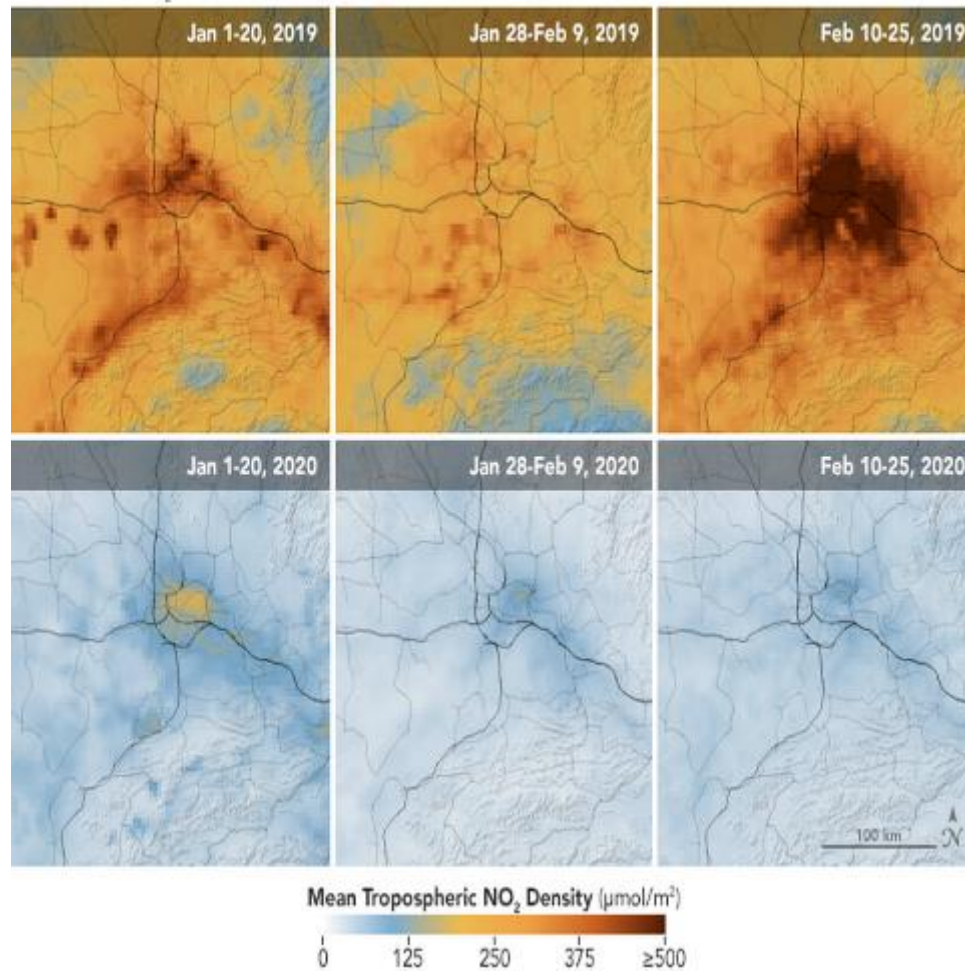 Jan 1-20, 2019
Jan 28-Feb 9, 2019
Feb 10-25, 2019
Jan 1-20, 2020
Jan 28-Feb 9, 2020
Feb 10-25, 2020
100 km
N
Mean Tropospheric NO₂ Density (μmol/m²)
0 125 250 375 ≥500